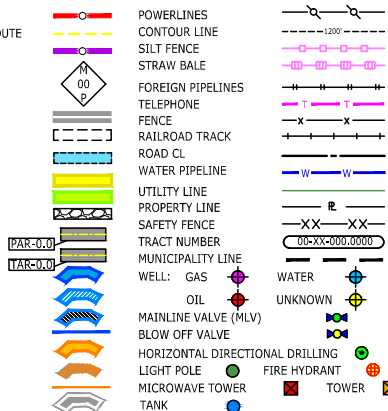 POWERLINES
OUTE CONTOUR LINE 1200'
SILT FENCE
M STRAW BALE
00
P FOREIGN PIPELINES
TELEPHONE T T
FENCE X X
RAILROAD TRACK
ROAD CL
WATER PIPELINE W W
UTILITY LINE
PROPERTY LINE PL
SAFETY FENCE XX XX
PAR-0.0 TRACT NUMBER 00-XX-000.0000
TAR-0.0 MUNICIPALITY LINE
WELL: GAS WATER
OIL UNKNOWN
MAINLINE VALVE (MLV)
BLOW OFF VALVE
HORIZONTAL DIRECTIONAL DRILLING
LIGHT POLE FIRE HYDRANT
MICROWAVE TOWER TOWER
TANK